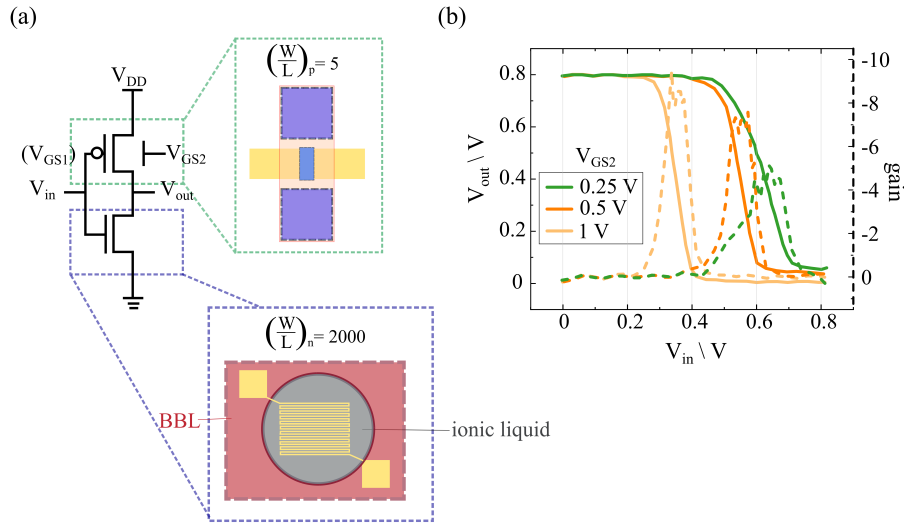 (a)
V_DD
(V_GS1)
V_GS2
V_in
V_out
(W/L)_p = 5
(W/L)_n = 2000
BBL
ionic liquid
(b)
V_out \ V
0.8
0.6
0.4
0.2
0
V_GS2
0.25 V
0.5 V
1 V
-10
-8
-6
-4
-2
0
gain
0 0.2 0.4 0.6 0.8
V_in \ V